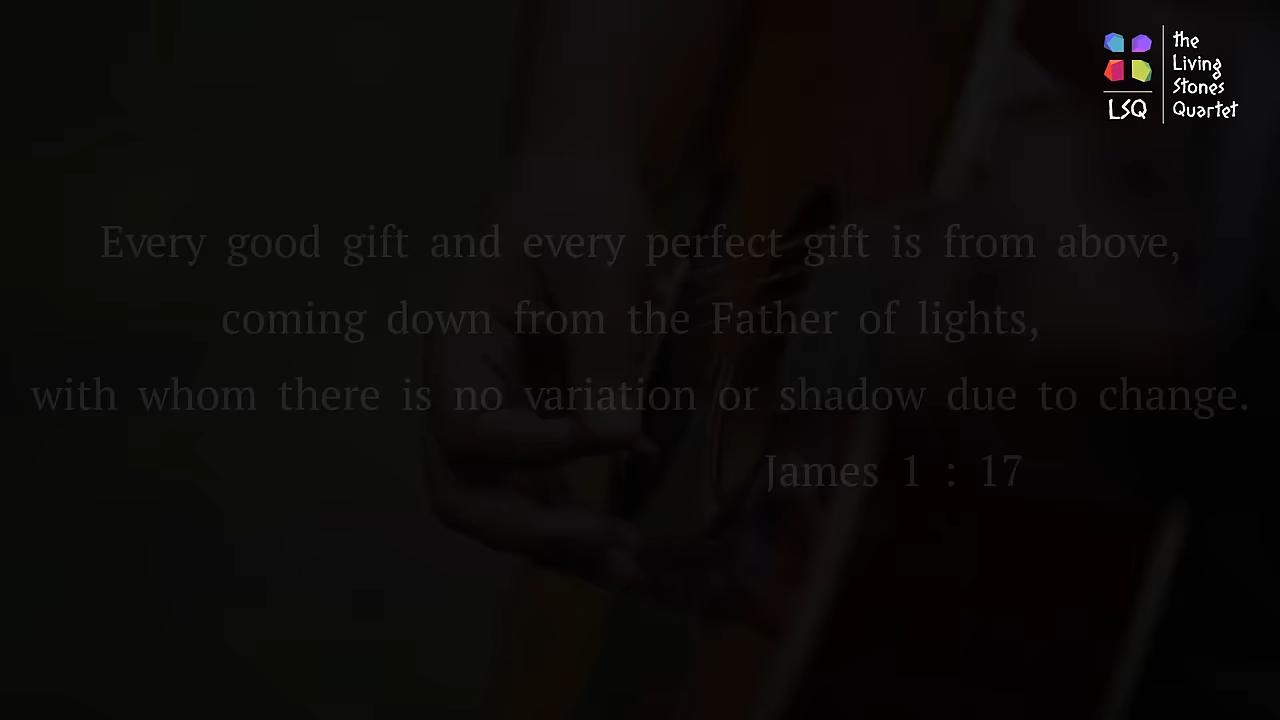 the
Living
Stones
Quartet
LSQ
Every good gift and every perfect gift is from above,
coming down from the Father of lights,
with whom there is no variation or shadow due to change.
James 1 : 17